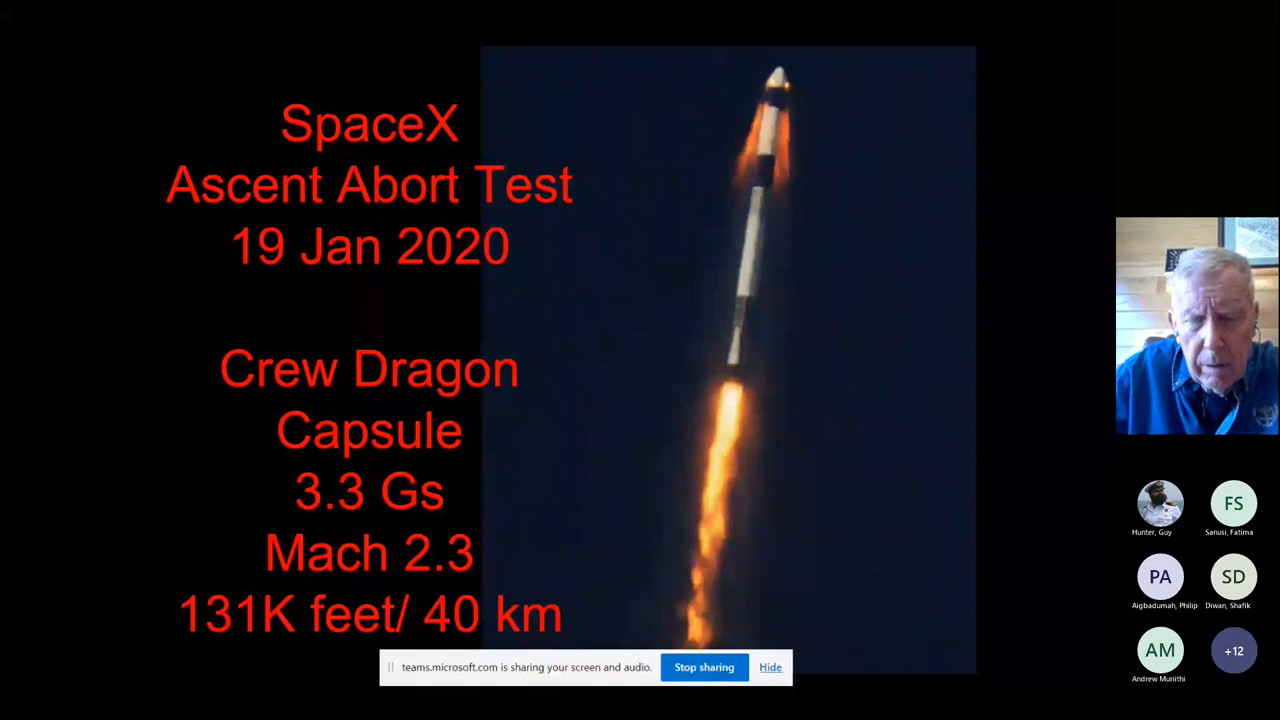 SpaceX
Ascent Abort Test
19 Jan 2020
Crew Dragon
Capsule
3.3 Gs
Mach 2.3
131K feet/ 40 km
teams.microsoft.com is sharing your screen and audio.
Stop sharing
Hide
Hunter, Guy
FS
Sanusi, Fatima
PA
Aigbadumah, Philip
SD
Diwan, Shafik
AM
Andrew Muriithi
+12